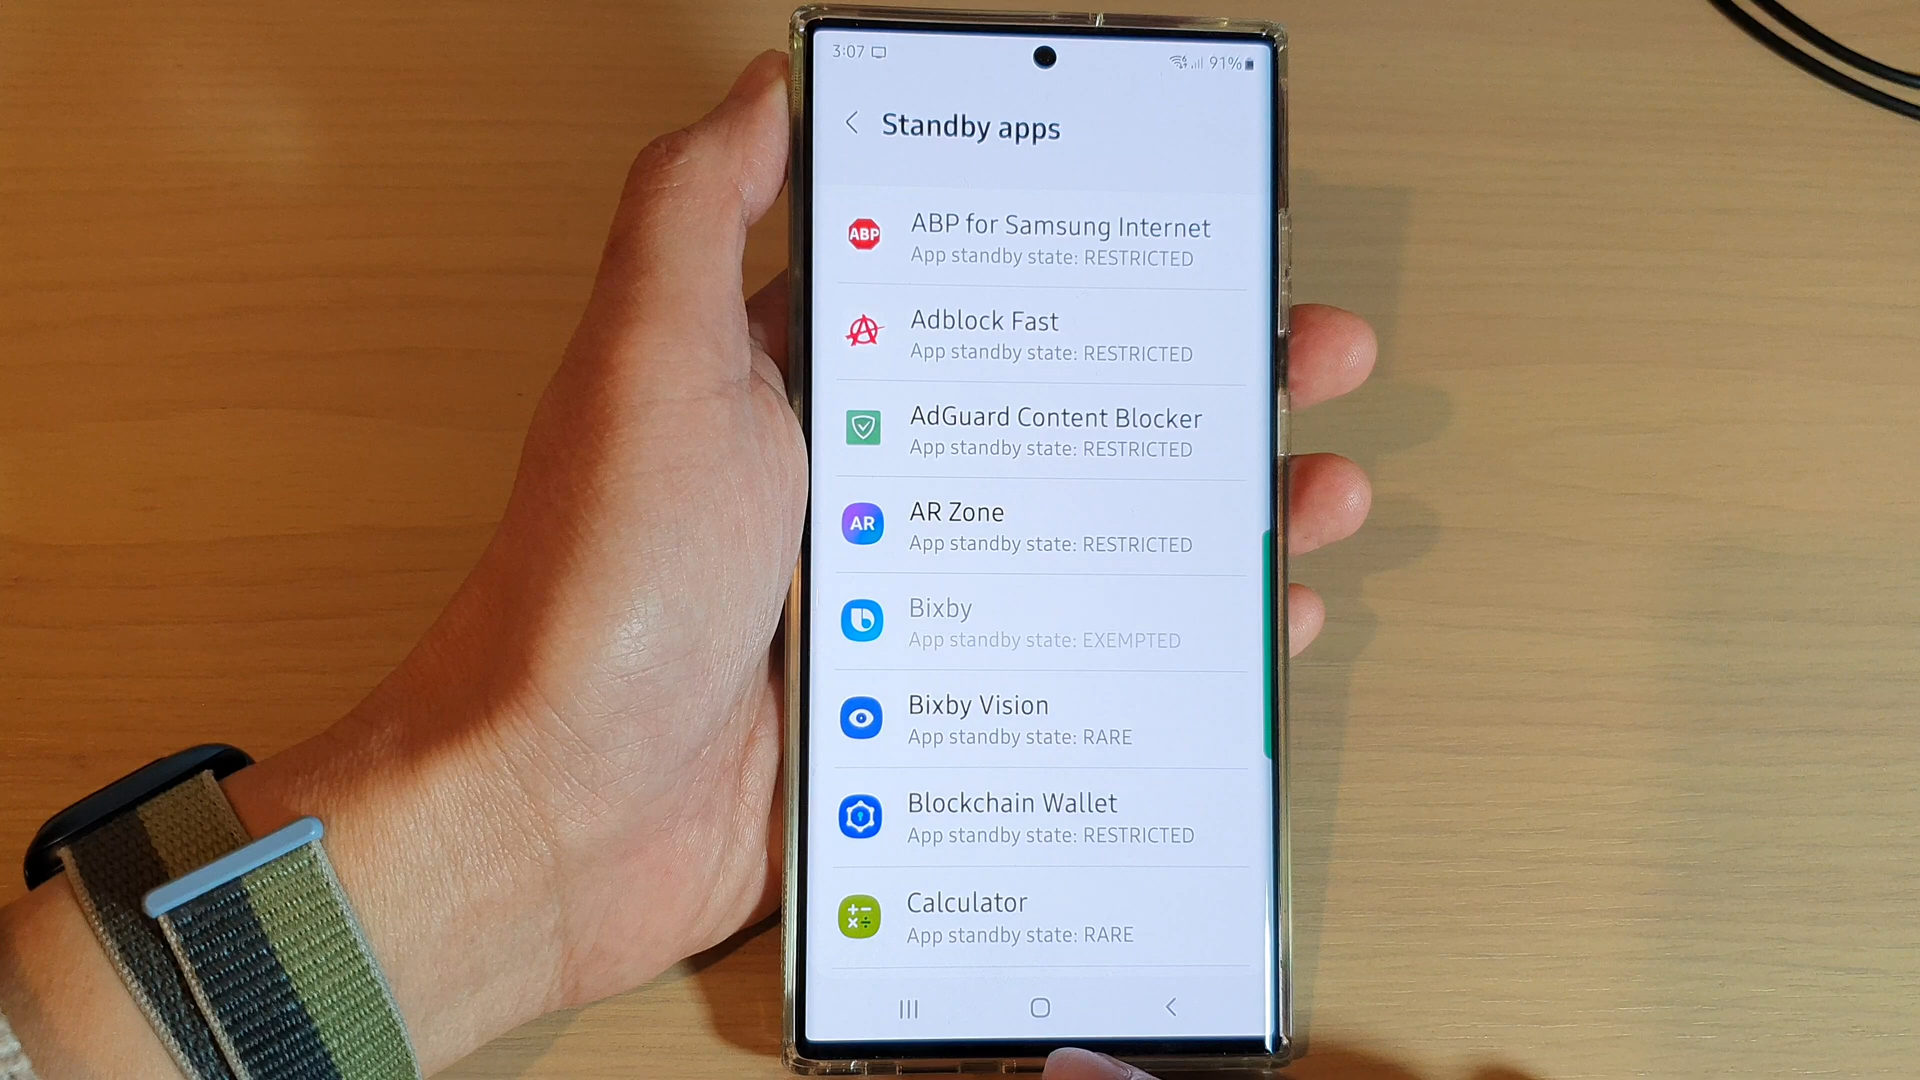 3:07
91%
Standby apps
ABP
ABP for Samsung Internet
App standby state: RESTRICTED
Adblock Fast
App standby state: RESTRICTED
AdGuard Content Blocker
App standby state: RESTRICTED
AR
AR Zone
App standby state: RESTRICTED
Bixby
App standby state: EXEMPTED
Bixby Vision
App standby state: RARE
Blockchain Wallet
App standby state: RESTRICTED
Calculator
App standby state: RARE